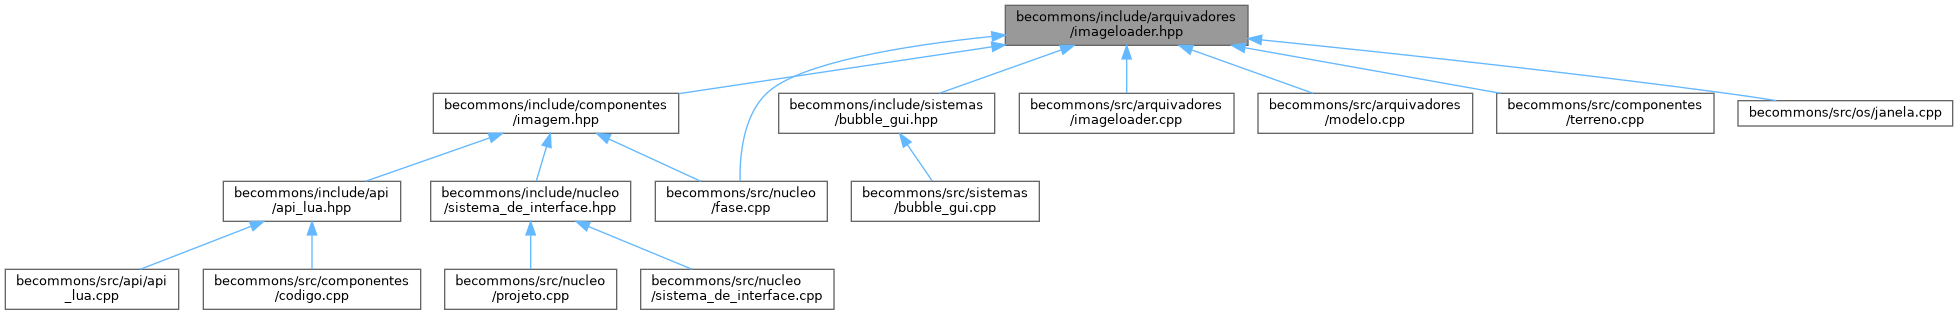 becommons/include/arquivadores
/imageloader.hpp
becommons/include/componentes
/imagem.hpp
becommons/include/sistemas
/bubble_gui.hpp
becommons/src/arquivadores
/imageloader.cpp
becommons/src/arquivadores
/modelo.cpp
becommons/src/componentes
/terreno.cpp
becommons/src/os/janela.cpp
becommons/include/api
/api_lua.hpp
becommons/include/nucleo
/sistema_de_interface.hpp
becommons/src/nucleo
/fase.cpp
becommons/src/sistemas
/bubble_gui.cpp
becommons/src/api/api
_lua.cpp
becommons/src/componentes
/codigo.cpp
becommons/src/nucleo
/projeto.cpp
becommons/src/nucleo
/sistema_de_interface.cpp